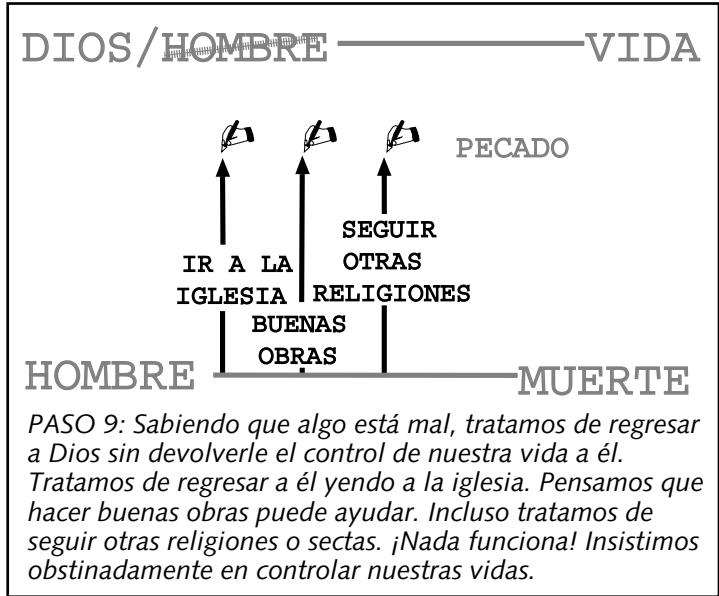 DIOS/HOMBRE VIDA
PECADO
SEGUIR
OTRAS
RELIGIONES
IR A LA
IGLESIA
BUENAS
OBRAS
HOMBRE MUERTE
PASO 9: Sabiendo que algo está mal, tratamos de regresar
a Dios sin devolverle el control de nuestra vida a él.
Tratamos de regresar a él yendo a la iglesia. Pensamos que
hacer buenas obras puede ayudar. Incluso tratamos de
seguir otras religiones o sectas. ¡Nada funciona! Insistimos
obstinadamente en controlar nuestras vidas.